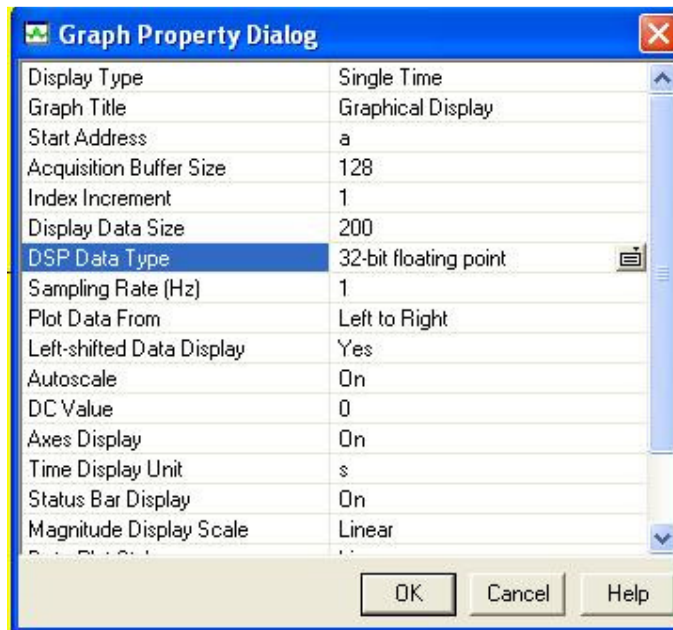 Graph Property Dialog
Display Type Single Time
Graph Title Graphical Display
Start Address a
Acquisition Buffer Size 128
Index Increment 1
Display Data Size 200
DSP Data Type 32-bit floating point
Sampling Rate (Hz) 1
Plot Data From Left to Right
Left-shifted Data Display Yes
Autoscale On
DC Value 0
Axes Display On
Time Display Unit s
Status Bar Display On
Magnitude Display Scale Linear
OK Cancel Help